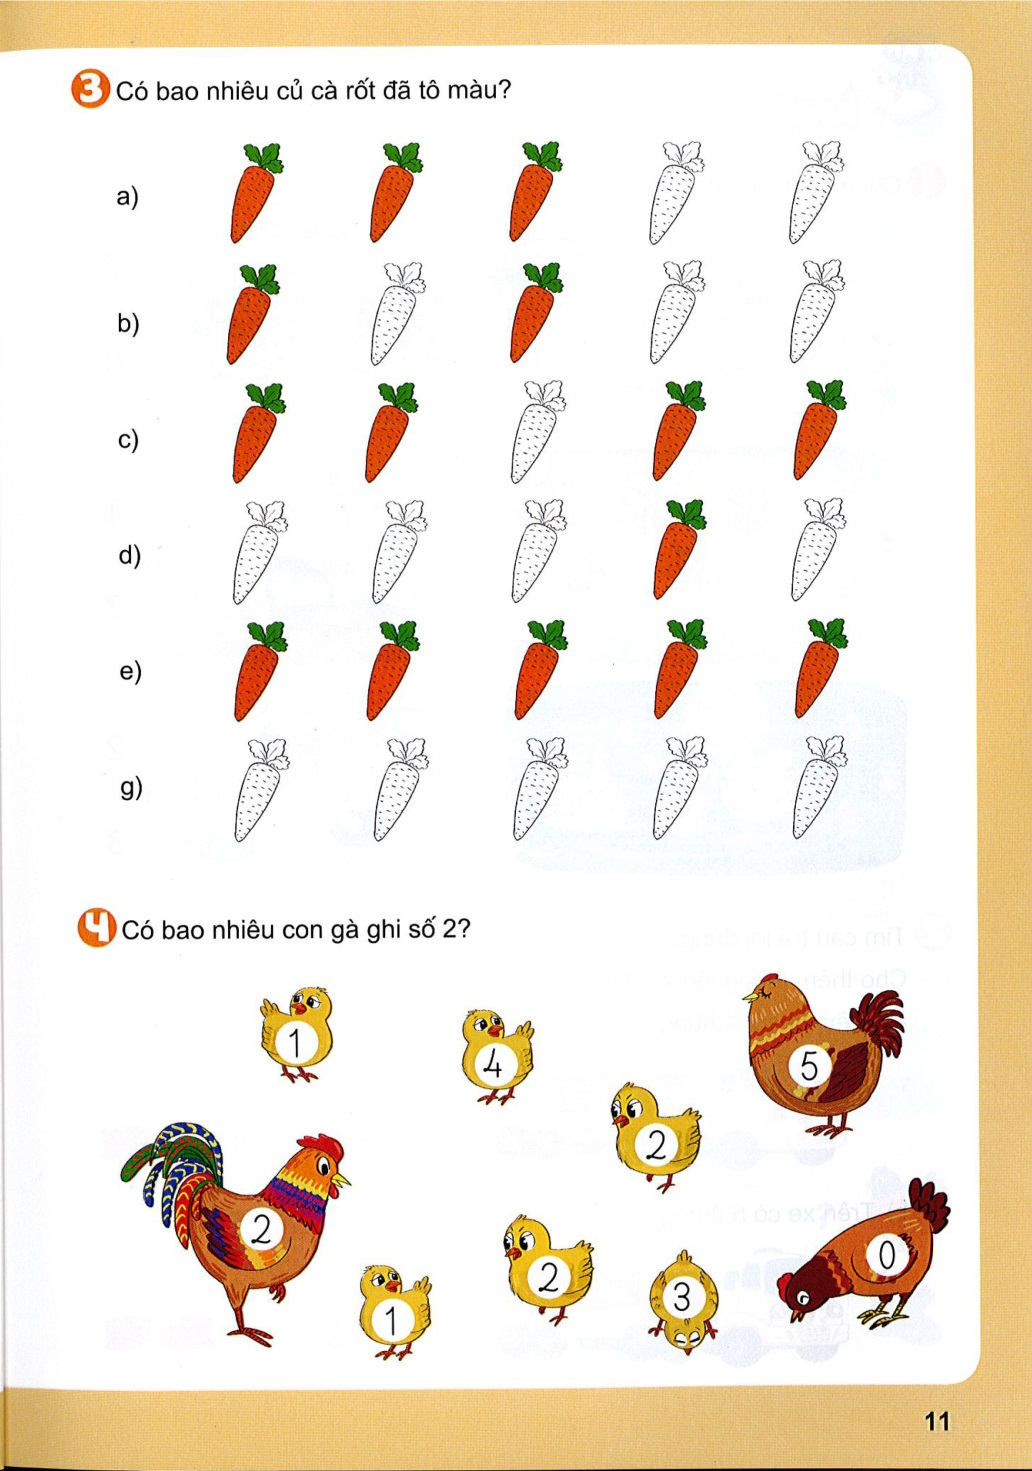 3 Có bao nhiêu củ cà rốt đã tô màu?
a)
b)
c)
d)
e)
g)
4 Có bao nhiêu con gà ghi số 2?
1
4
5
2
2
0
2
3
1
11